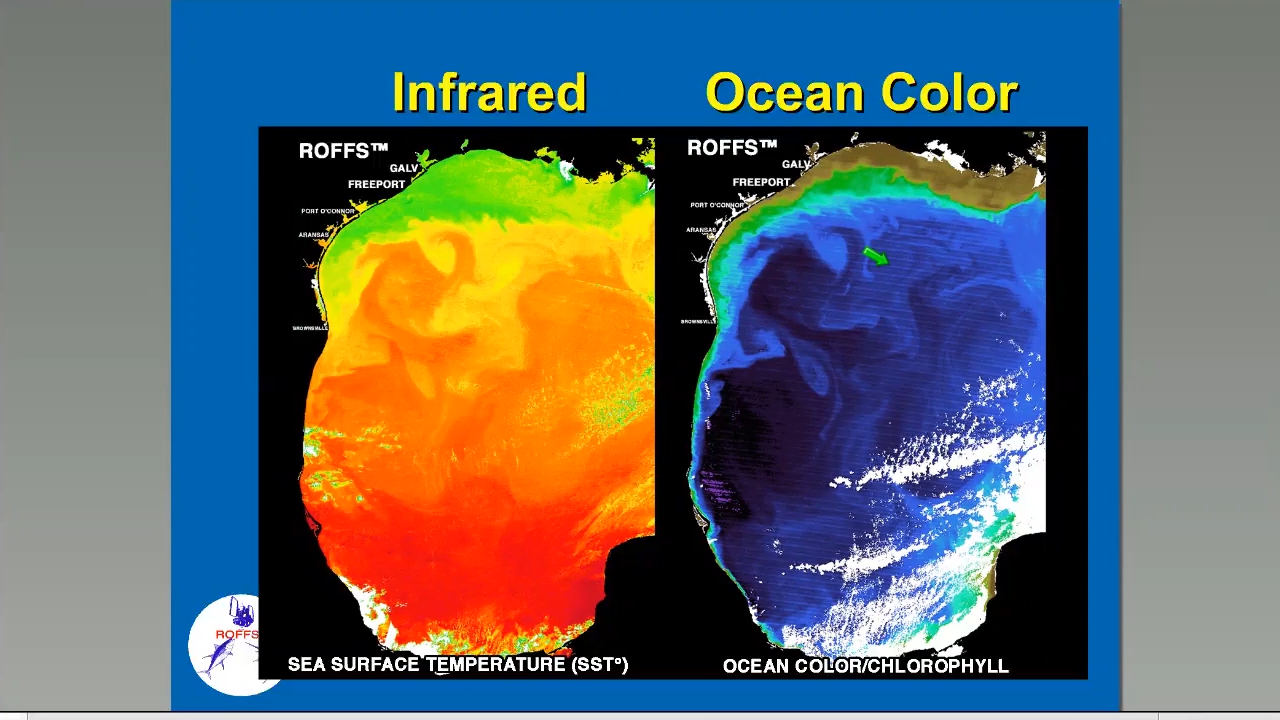 Infrared
Ocean Color
ROFFS™
GALV
FREEPORT
PORT O'CONNOR
ARANSAS
BROWNSVILLE
SEA SURFACE TEMPERATURE (SST°)
ROFFS™
GALV
FREEPORT
PORT O'CONNOR
ARANSAS
BROWNSVILLE
OCEAN COLOR/CHLOROPHYLL
ROFFS